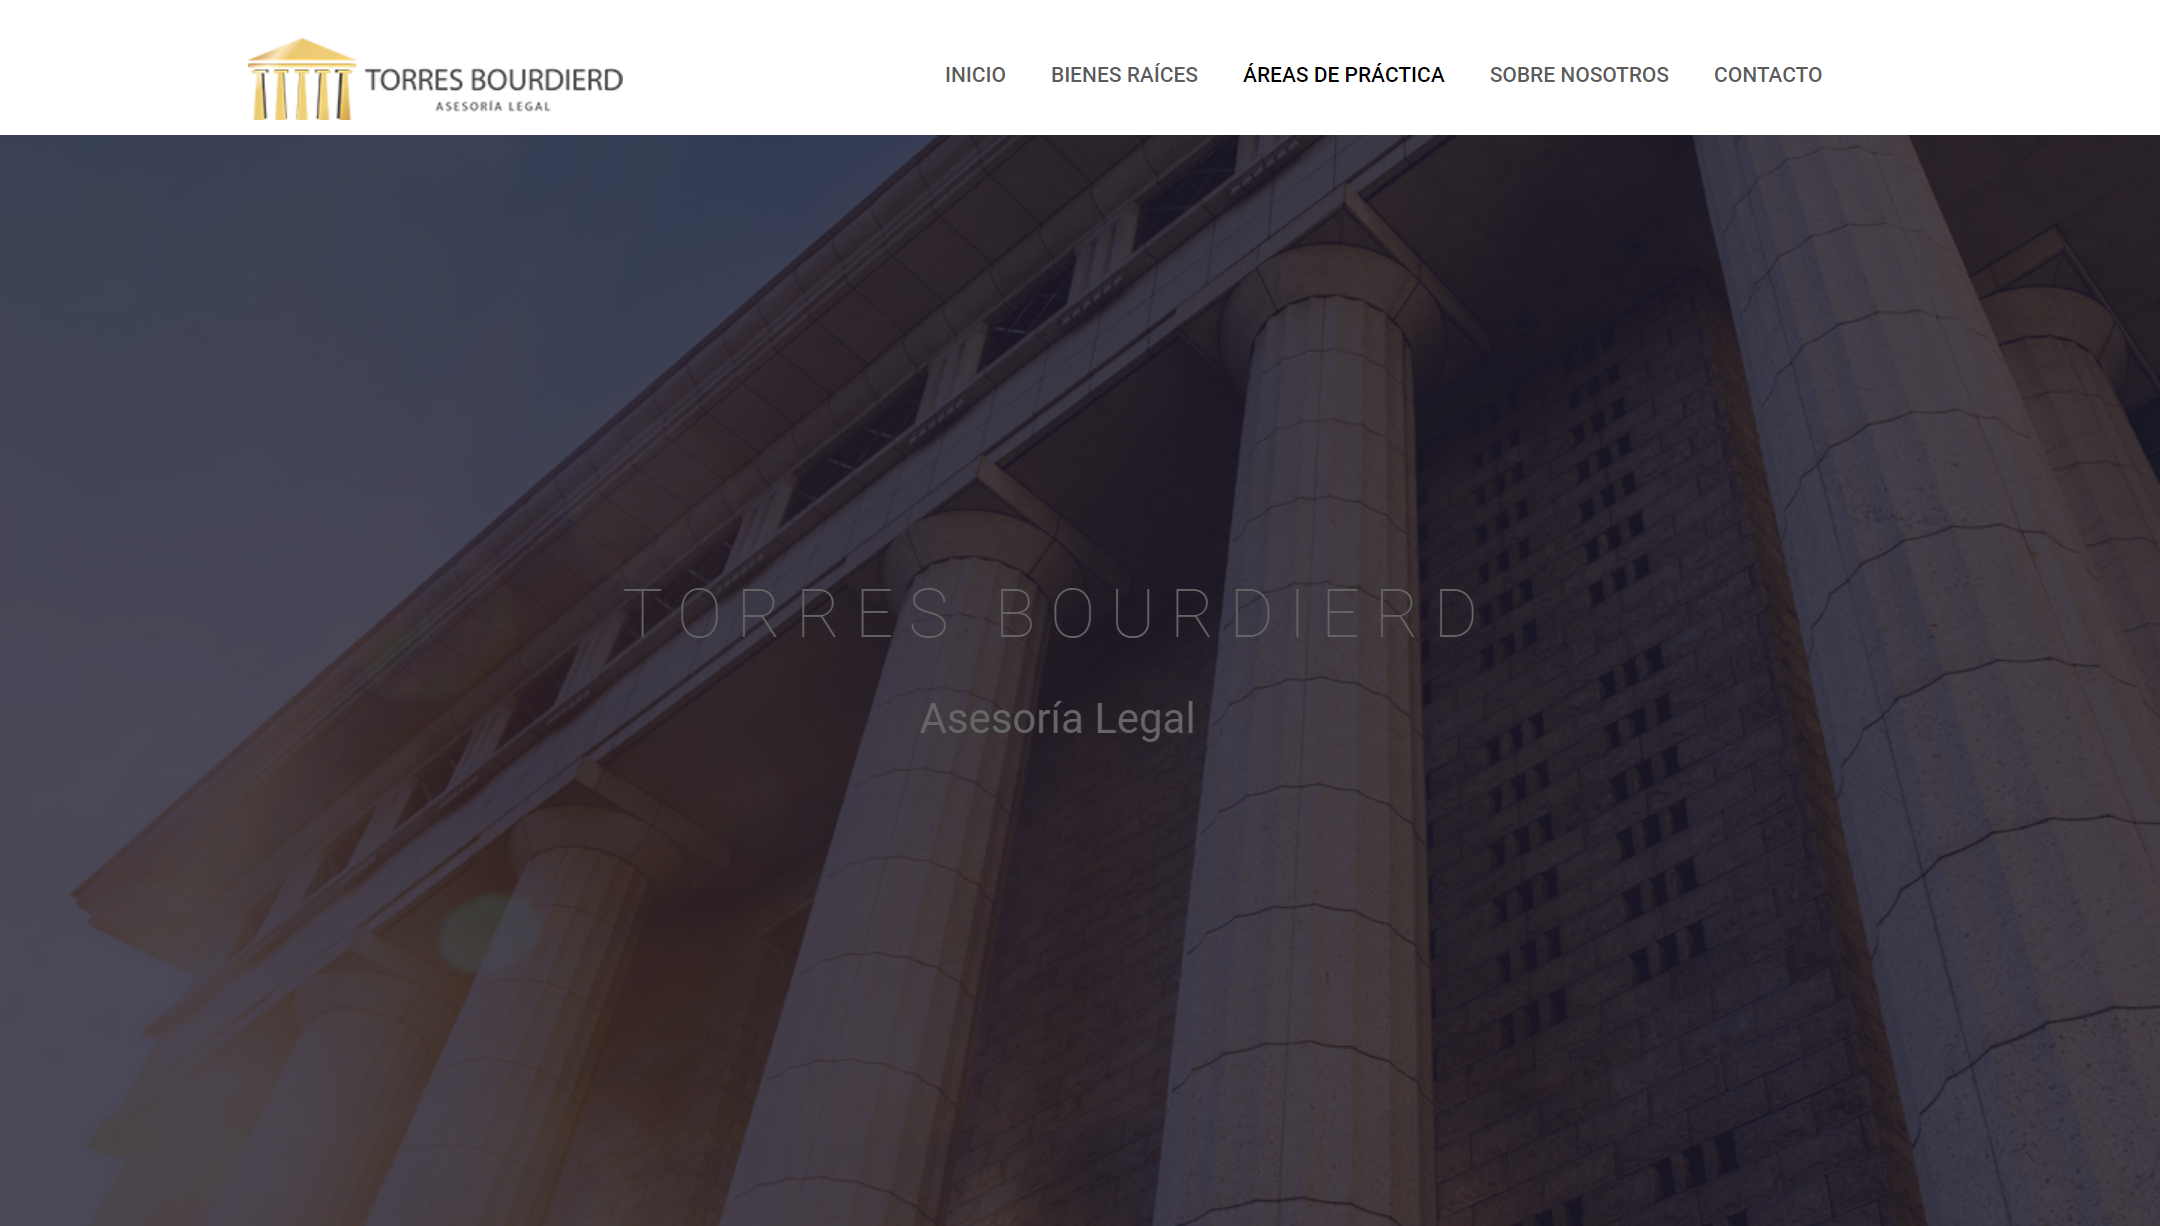 TORRES BOURDIERD
ASESORÍA LEGAL
INICIO
BIENES RAÍCES
ÁREAS DE PRÁCTICA
SOBRE NOSOTROS
CONTACTO
TORRES BOURDIERD
Asesoría Legal